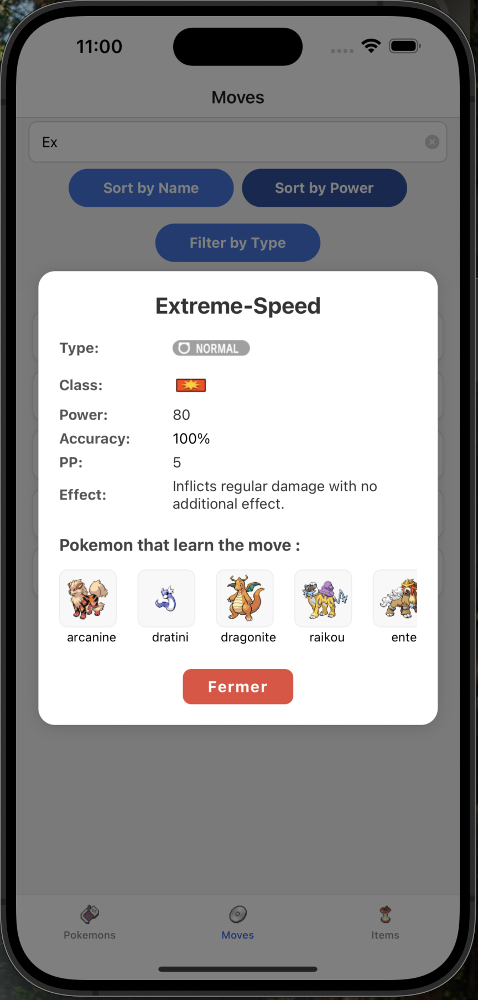 11:00
Moves
Ex
Sort by Name
Sort by Power
Filter by Type
Extreme-Speed
Type:
NORMAL
Class:
Power:
80
Accuracy:
100%
PP:
5
Effect:
Inflicts regular damage with no
additional effect.
Pokemon that learn the move :
arcanine
dratini
dragonite
raikou
ente
Fermer
Pokemons
Moves
Items